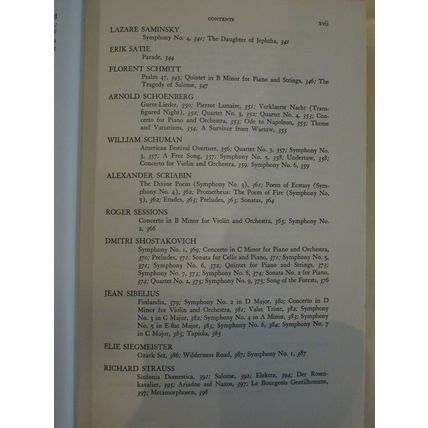 CONTENTS
xvii
LAZARE SAMINSKY
Symphony No. 4, 341; The Daughter of Jephtha, 341
ERIK SATIE
Parade, 344
FLORENT SCHMITT
Psalm 47, 345; Quintet in B Minor for Piano and Strings, 346; The
Tragedy of Salome, 347
ARNOLD SCHOENBERG
Gurre-Lieder, 350; Pierrot Lunaire, 351; Verklaerte Nacht (Trans-
figured Night), 352; Quartet No. 3, 352; Quartet No. 4, 353; Con-
certo for Piano and Orchestra, 353; Ode to Napoleon, 353; Theme
and Variations, 354; A Survivor from Warsaw, 355
WILLIAM SCHUMAN
American Festival Overture, 356; Quartet No. 3, 357; Symphony No.
3, 357; A Free Song, 357; Symphony No. 5, 358; Undertow, 358;
Concerto for Violin and Orchestra, 359; Symphony No. 6, 359
ALEXANDER SCRIABIN
The Divine Poem (Symphony No. 3), 361; Poem of Ecstasy (Sym-
phony No. 4), 362; Prometheus: The Poem of Fire (Symphony
No. 5), 362; Etudes, 363; Preludes, 363; Sonatas, 364
ROGER SESSIONS
Concerto in B Minor for Violin and Orchestra, 365; Symphony No.
2, 366
DMITRI SHOSTAKOVICH
Symphony No. 1, 369; Concerto in C Minor for Piano and Orchestra,
370; Preludes, 371; Sonata for Cello and Piano, 371; Symphony No. 5,
371; Symphony No. 6, 372; Quintet for Piano and Strings, 373;
Symphony No. 7, 373; Symphony No. 8, 374; Sonata No. 2 for Piano,
374; Quartet No. 2, 375; Symphony No. 9, 375; Song of the Forests, 376
JEAN SIBELIUS
Finlandia, 379; Symphony No. 2 in D Major, 380; Concerto in D
Minor for Violin and Orchestra, 381; Valse Triste, 382; Symphony
No. 3 in C Major, 382; Symphony No. 4 in A Minor, 383; Symphony
No. 5 in E-flat Major, 383; Symphony No. 6, 384; Symphony No. 7
in C Major, 385; Tapiola, 385
ELIE SIEGMEISTER
Ozark Set, 386; Wilderness Road, 387; Symphony No. 1, 387
RICHARD STRAUSS
Sinfonia Domestica, 391; Salome, 392; Elektra, 394; Der Rosen-
kavalier, 395; Ariadne auf Naxos, 397; Le Bourgeois Gentilhomme,
397; Metamorphosen, 398